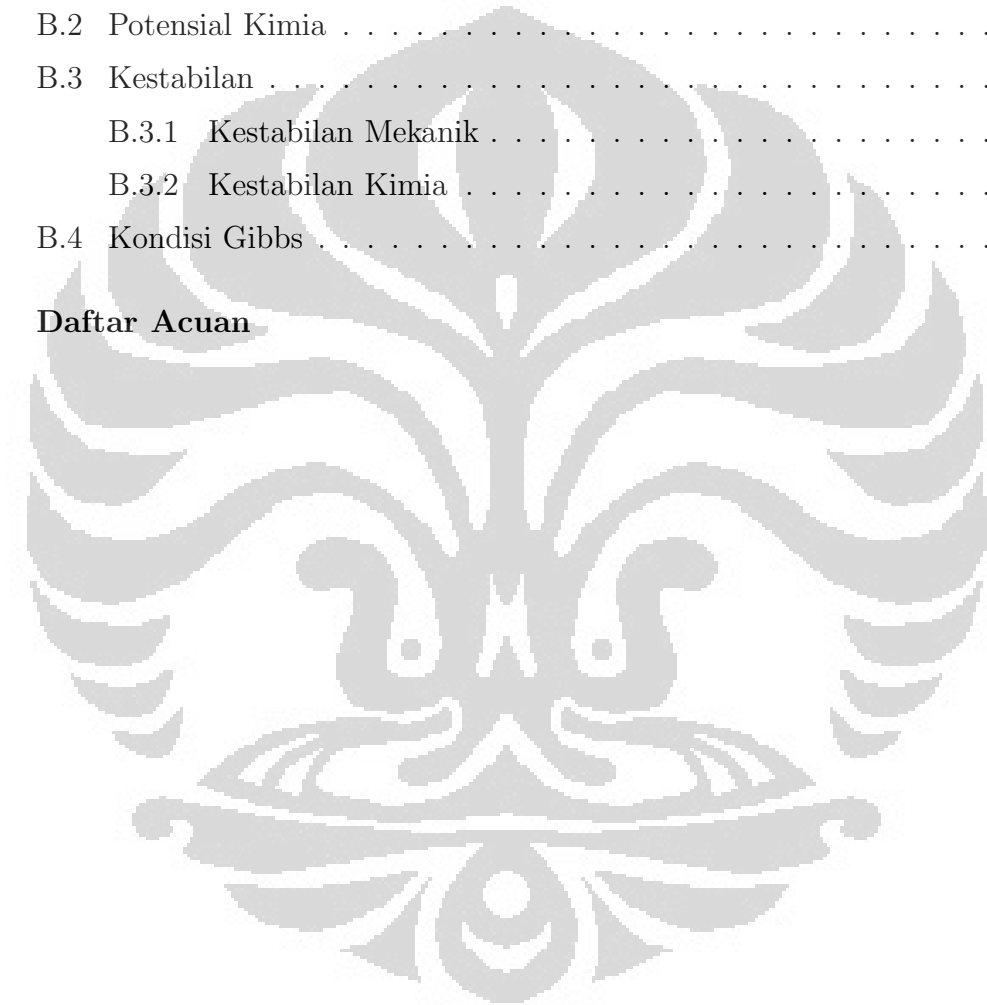 B.2 Potensial Kimia . . . . . . . . . . . . . . . . . . . . . . . . . . .
B.3 Kestabilan . . . . . . . . . . . . . . . . . . . . . . . . . . . . . .
B.3.1 Kestabilan Mekanik . . . . . . . . . . . . . . . . . . . . .
B.3.2 Kestabilan Kimia . . . . . . . . . . . . . . . . . . . . . .
B.4 Kondisi Gibbs . . . . . . . . . . . . . . . . . . . . . . . . . . . .
Daftar Acuan